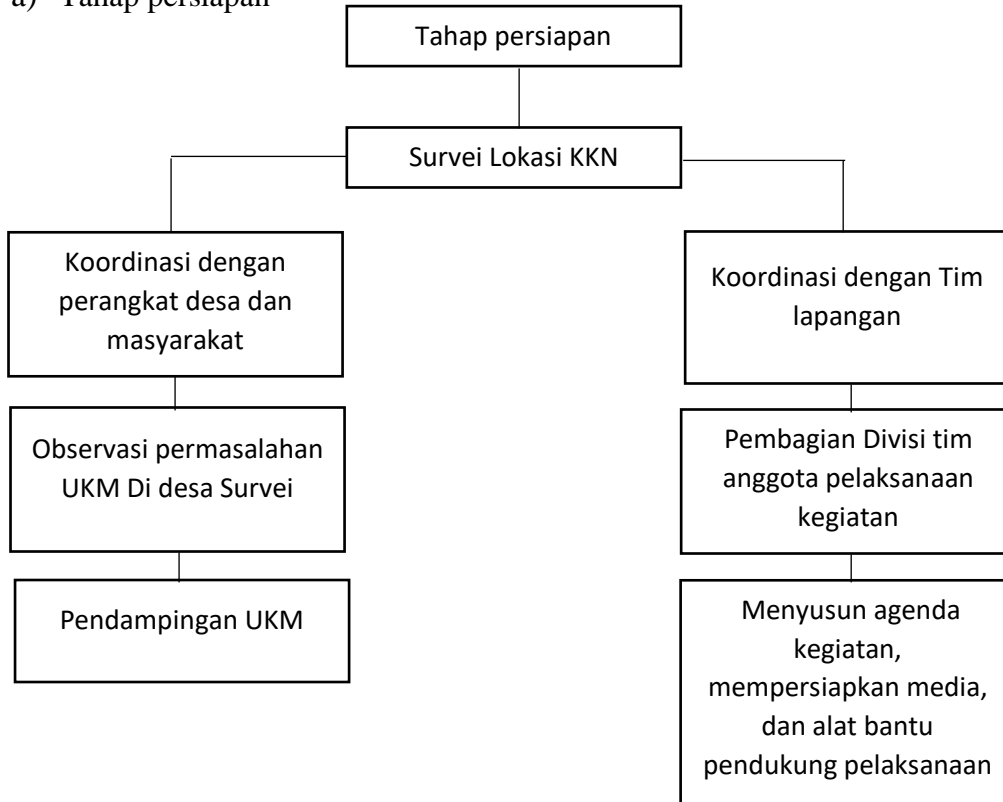 a) Tahap persiapan
Tahap persiapan
Survei Lokasi KKN
Koordinasi dengan
perangkat desa dan
masyarakat
Observasi permasalahan
UKM Di desa Survei
Pendampingan UKM
Koordinasi dengan Tim
lapangan
Pembagian Divisi tim
anggota pelaksanaan
kegiatan
Menyusun agenda
kegiatan,
mempersiapkan media,
dan alat bantu
pendukung pelaksanaan